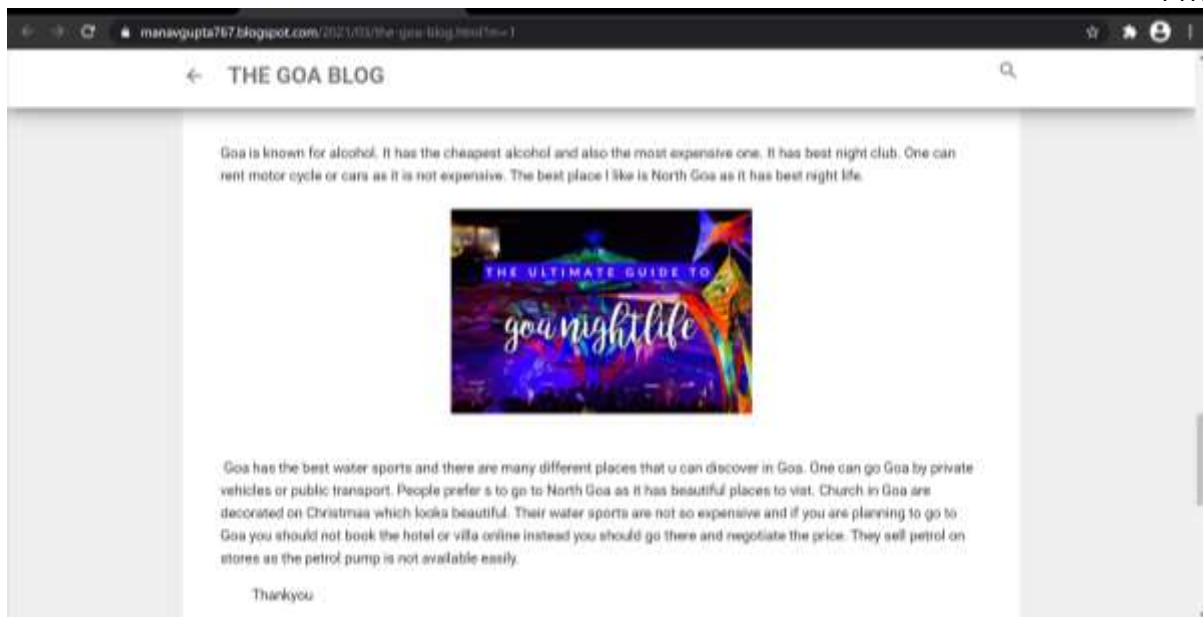 manavgupta767.blogspot.com/2021/03/the-goa-blog.html?m=1
THE GOA BLOG
Goa is known for alcohol. It has the cheapest alcohol and also the most expensive one. It has best night club. One can
rent motor cycle or cars as it is not expensive. The best place I like is North Goa as it has best night life.
THE ULTIMATE GUIDE TO
goa nightlife
Goa has the best water sports and there are many different places that u can discover in Goa. One can go Goa by private
vehicles or public transport. People prefer s to go to North Goa as it has beautiful places to vist. Church in Goa are
decorated on Christmas which looks beautiful. Their water sports are not so expensive and if you are planning to go to
Goa you should not book the hotel or villa online instead you should go there and negotiate the price. They sell petrol on
stores as the petrol pump is not available easily.
Thankyou